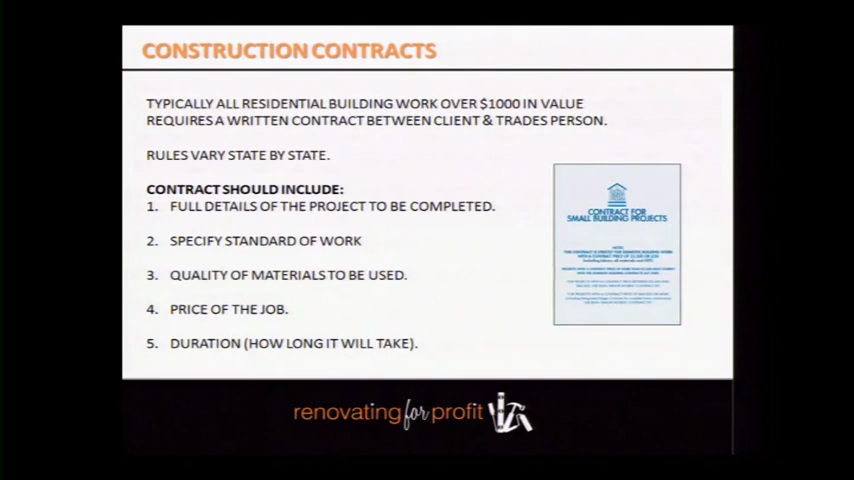 CONSTRUCTION CONTRACTS
TYPICALLY ALL RESIDENTIAL BUILDING WORK OVER $1000 IN VALUE
REQUIRES A WRITTEN CONTRACT BETWEEN CLIENT & TRADES PERSON.
RULES VARY STATE BY STATE.
CONTRACT SHOULD INCLUDE:
1. FULL DETAILS OF THE PROJECT TO BE COMPLETED.
2. SPECIFY STANDARD OF WORK
3. QUALITY OF MATERIALS TO BE USED.
4. PRICE OF THE JOB.
5. DURATION (HOW LONG IT WILL TAKE).
CONTRACT FOR
SMALL BUILDING PROJECTS
renovating for profit